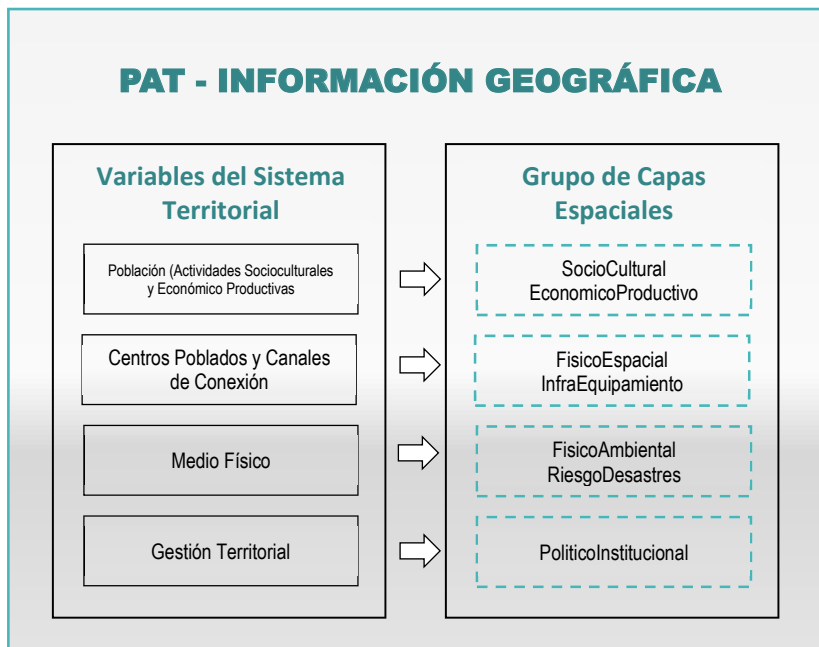 PAT - INFORMACIÓN GEOGRÁFICA
Variables del Sistema
Territorial
Población (Actividades Socioculturales
y Económico Productivas
Centros Poblados y Canales
de Conexión
Medio Físico
Gestión Territorial
Grupo de Capas
Espaciales
SocioCultural
EconomicoProductivo
FisicoEspacial
InfraEquipamiento
FisicoAmbiental
RiesgoDesastres
PoliticoInstitucional